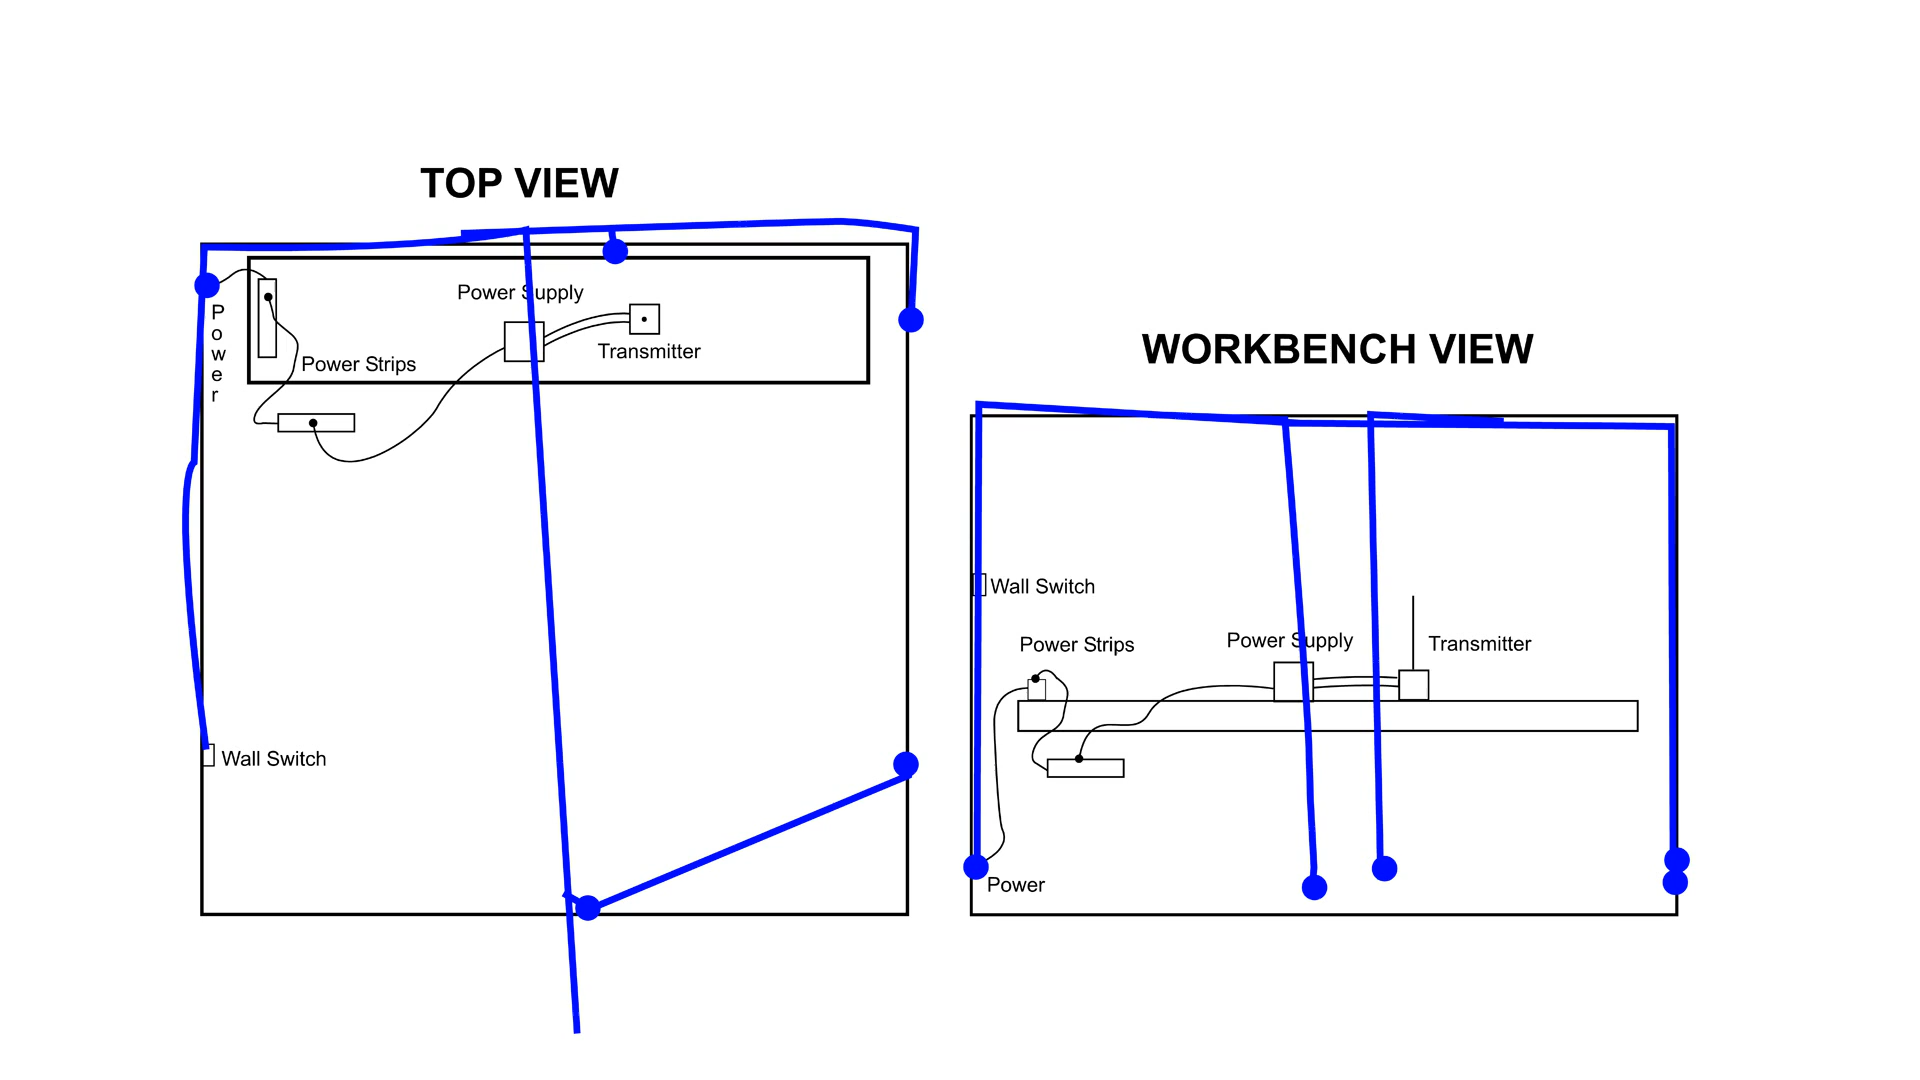 TOP VIEW
Power Supply
Power
Transmitter
Power Strips
Wall Switch
WORKBENCH VIEW
Wall Switch
Power Strips
Power Supply
Transmitter
Power